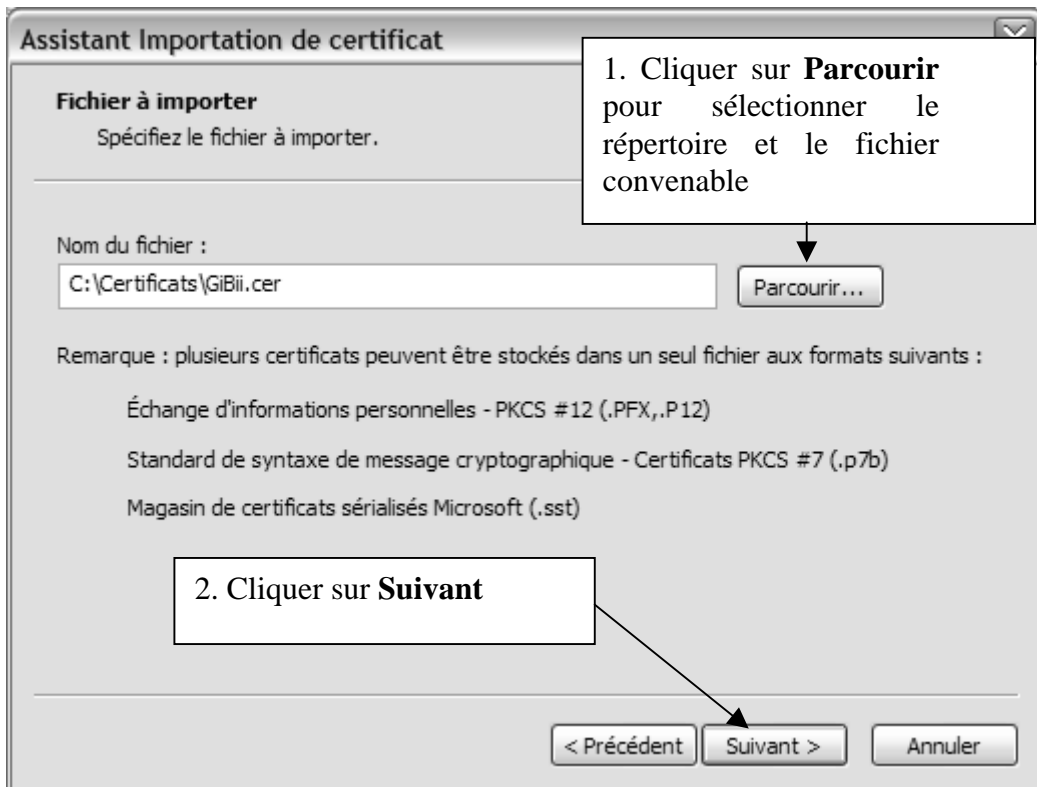 Assistant Importation de certificat
1. Cliquer sur Parcourir
pour sélectionner le
répertoire et le fichier
convenable
Fichier à importer
Spécifiez le fichier à importer.
Nom du fichier :
C:\Certificats\GiBii.cer
Parcourir...
Remarque : plusieurs certificats peuvent être stockés dans un seul fichier aux formats suivants :
Échange d'informations personnelles - PKCS #12 (.PFX,.P12)
Standard de syntaxe de message cryptographique - Certificats PKCS #7 (.p7b)
Magasin de certificats sérialisés Microsoft (.sst)
2. Cliquer sur Suivant
< Précédent
Suivant >
Annuler